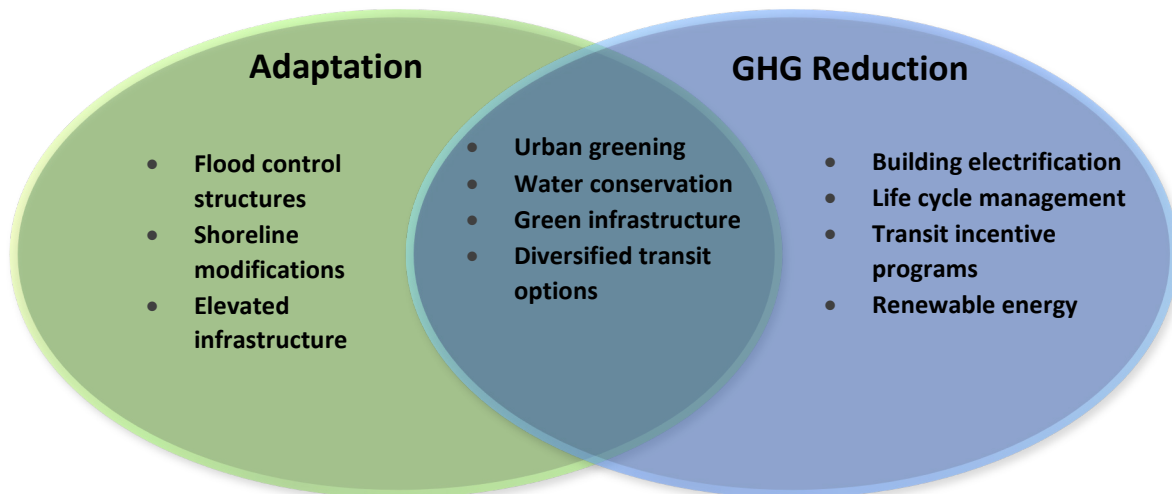 Adaptation
• Flood control
structures
• Shoreline
modifications
• Elevated
infrastructure
• Urban greening
• Water conservation
• Green infrastructure
• Diversified transit
options
GHG Reduction
• Building electrification
• Life cycle management
• Transit incentive
programs
• Renewable energy